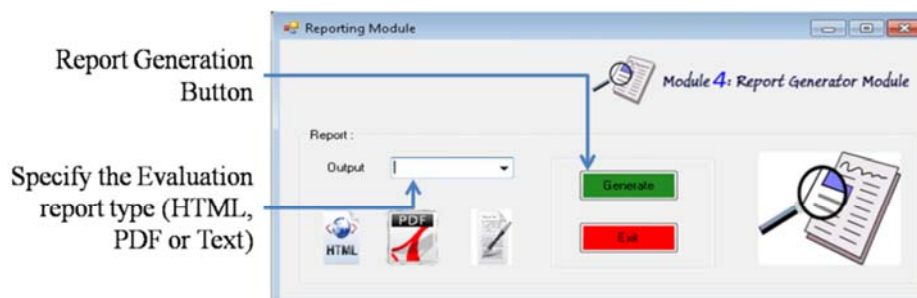 Reporting Module
Report Generation
Button
Module 4: Report Generator Module
Report :
Output
Generate
Specify the Evaluation
report type (HTML,
PDF or Text)
Exit
HTML
PDF